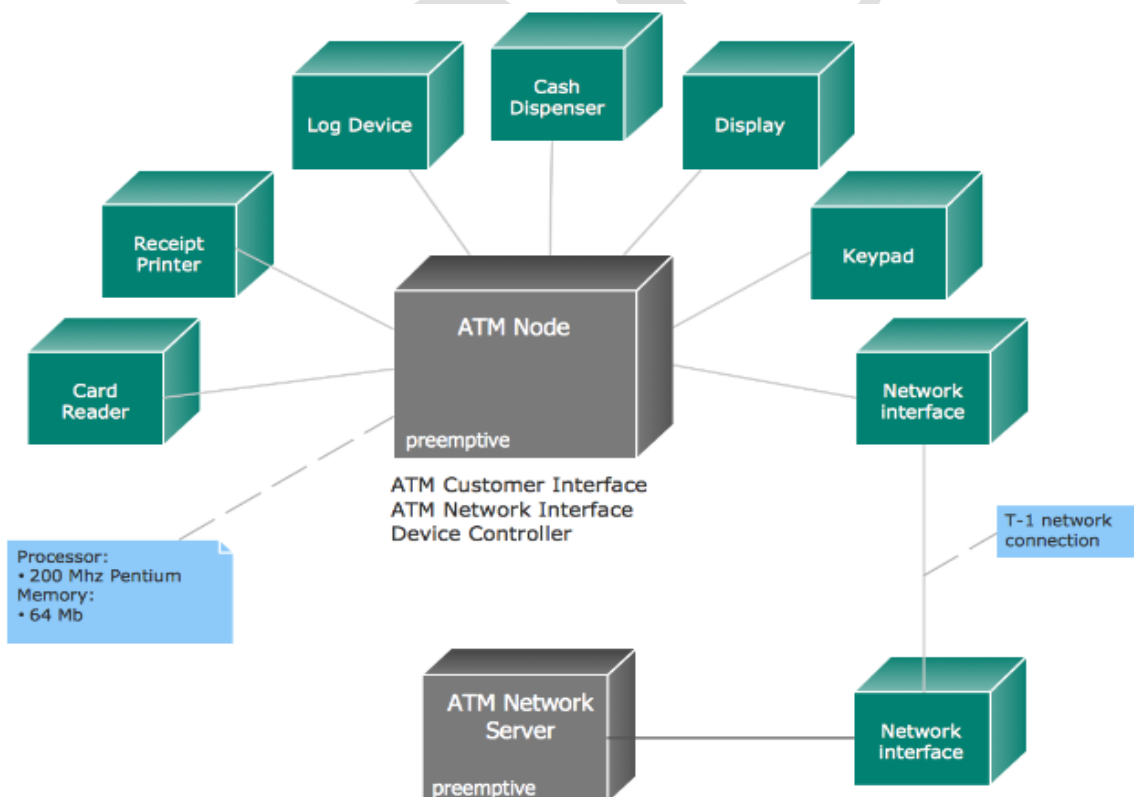 Cash
Dispenser
Log Device
Display
Receipt
Printer
Keypad
ATM Node
preemptive
Card
Reader
Network
interface
ATM Customer Interface
ATM Network Interface
Device Controller
T-1 network
connection
Processor:
• 200 Mhz Pentium
Memory:
• 64 Mb
ATM Network
Server
preemptive
Network
interface